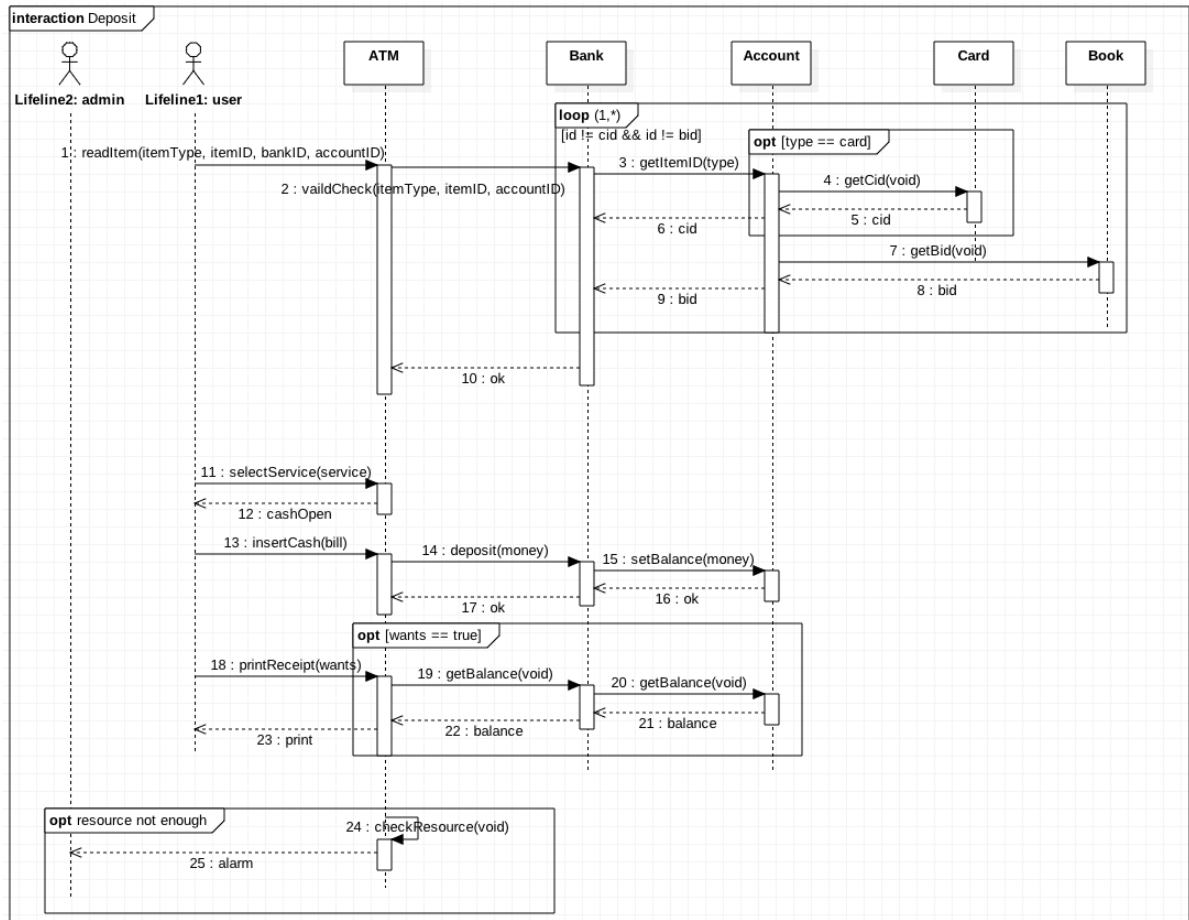 interaction Deposit
Lifeline2: admin
Lifeline1: user
ATM
Bank
Account
Card
Book
loop (1,*)
[id != cid && id != bid]
opt [type == card]
1 : readItem(itemType, itemID, bankID, accountID)
2 : vaildCheck(itemType, itemID, accountID)
3 : getItemID(type)
4 : getCid(void)
5 : cid
6 : cid
7 : getBid(void)
8 : bid
9 : bid
10 : ok
11 : selectService(service)
12 : cashOpen
13 : insertCash(bill)
14 : deposit(money)
15 : setBalance(money)
16 : ok
17 : ok
opt [wants == true]
18 : printReceipt(wants)
19 : getBalance(void)
20 : getBalance(void)
21 : balance
22 : balance
23 : print
opt resource not enough
24 : checkResource(void)
25 : alarm